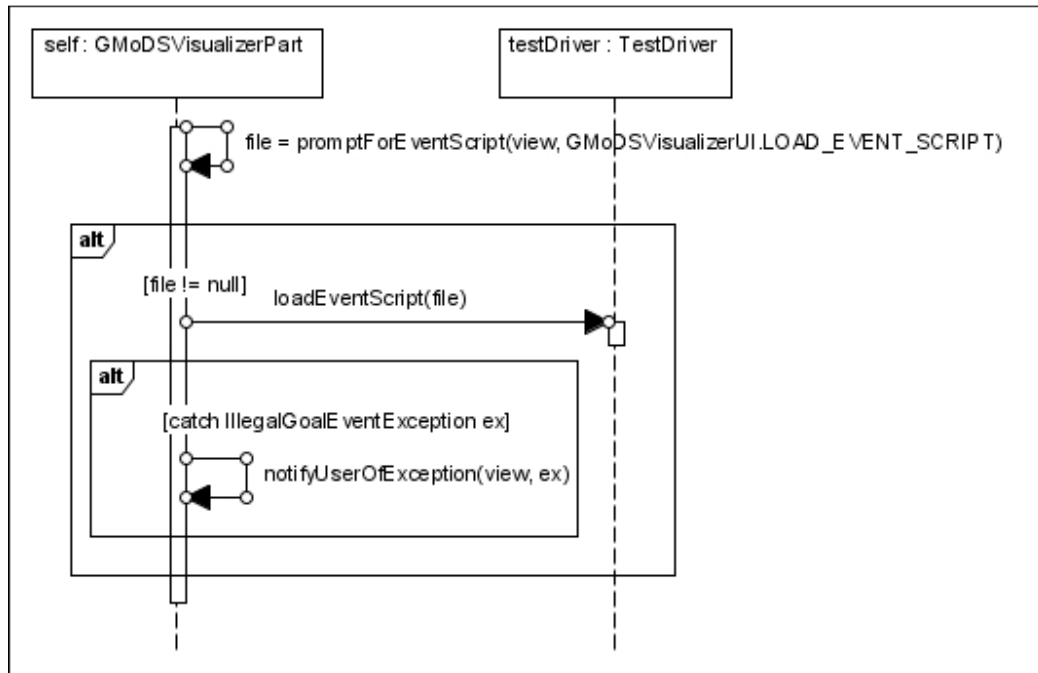 self : GMoDSVisualizerPart
testDriver : TestDriver
file = promptForEventScript(view, GMoDSVisualizerUI.LOAD_EVENT_SCRIPT)
alt
[file != null]
loadEventScript(file)
alt
[catch IllegalGoalEventException ex]
notifyUserOfException(view, ex)